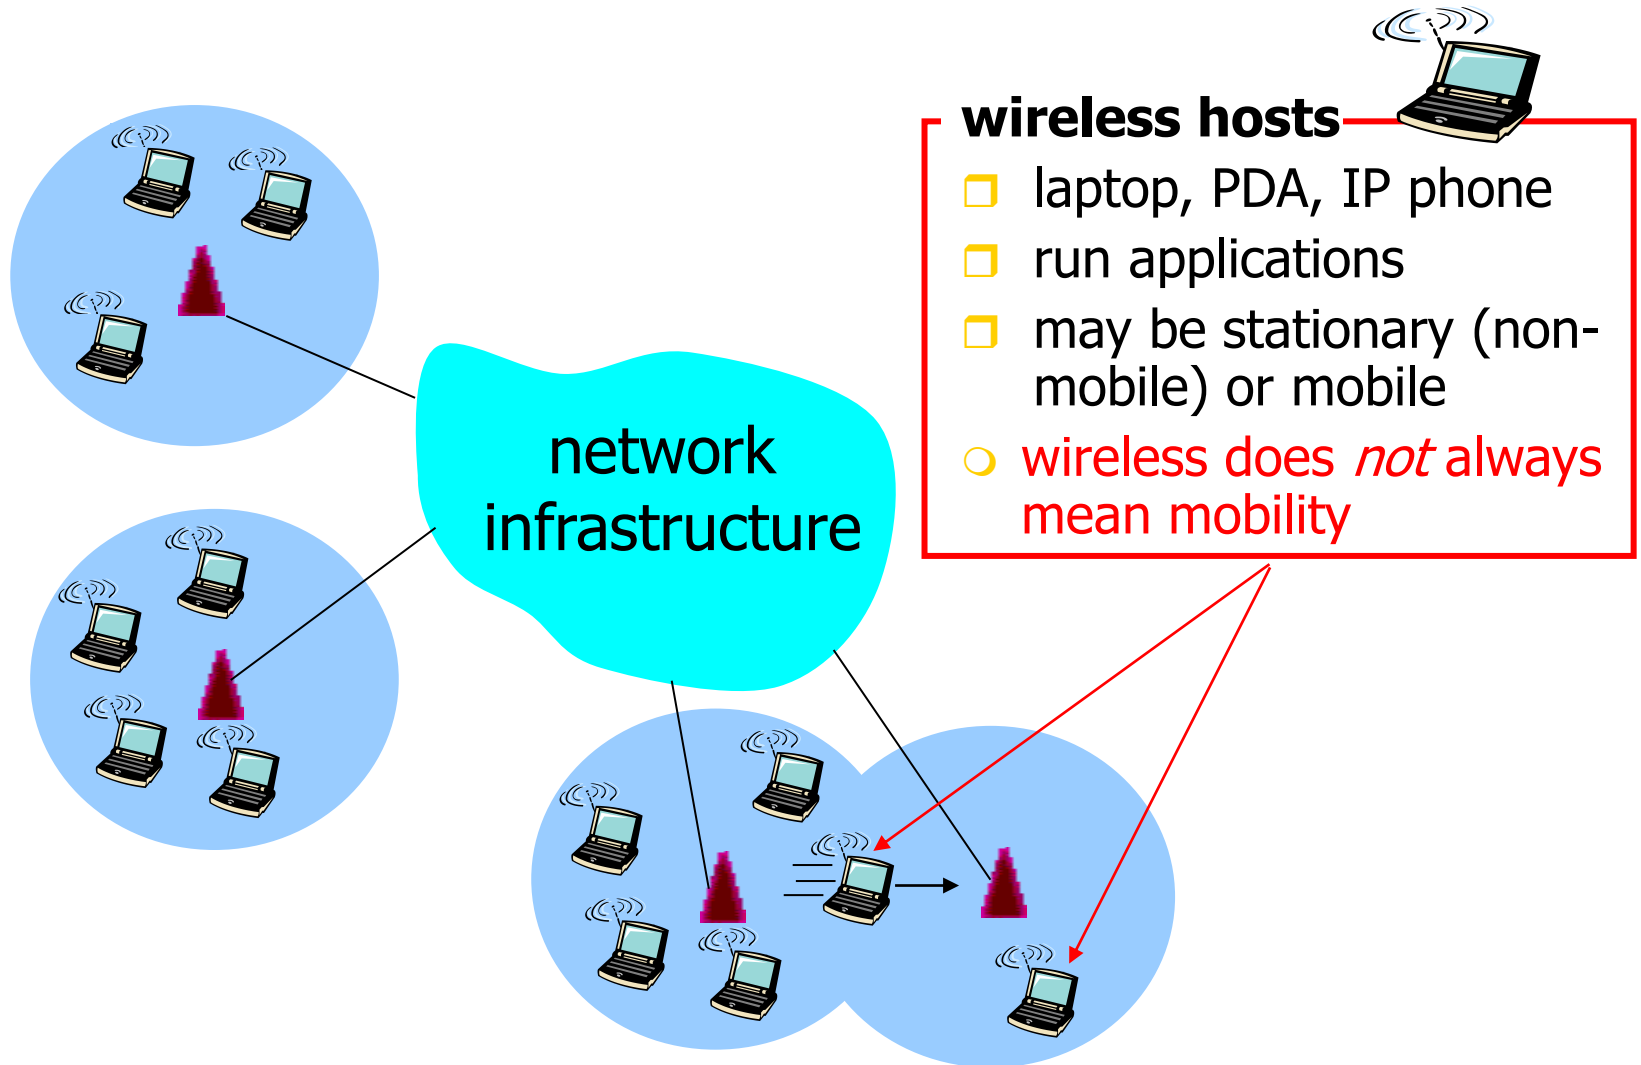 wireless hosts
laptop, PDA, IP phone
run applications
may be stationary (non-
mobile) or mobile
wireless does not always
mean mobility
network
infrastructure